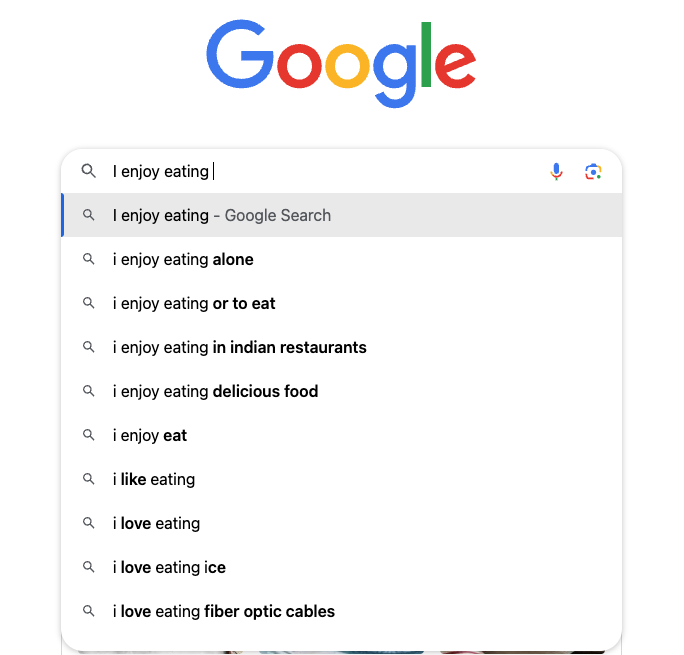 Google
I enjoy eating
I enjoy eating - Google Search
i enjoy eating alone
i enjoy eating or to eat
i enjoy eating in indian restaurants
i enjoy eating delicious food
i enjoy eat
i like eating
i love eating
i love eating ice
i love eating fiber optic cables